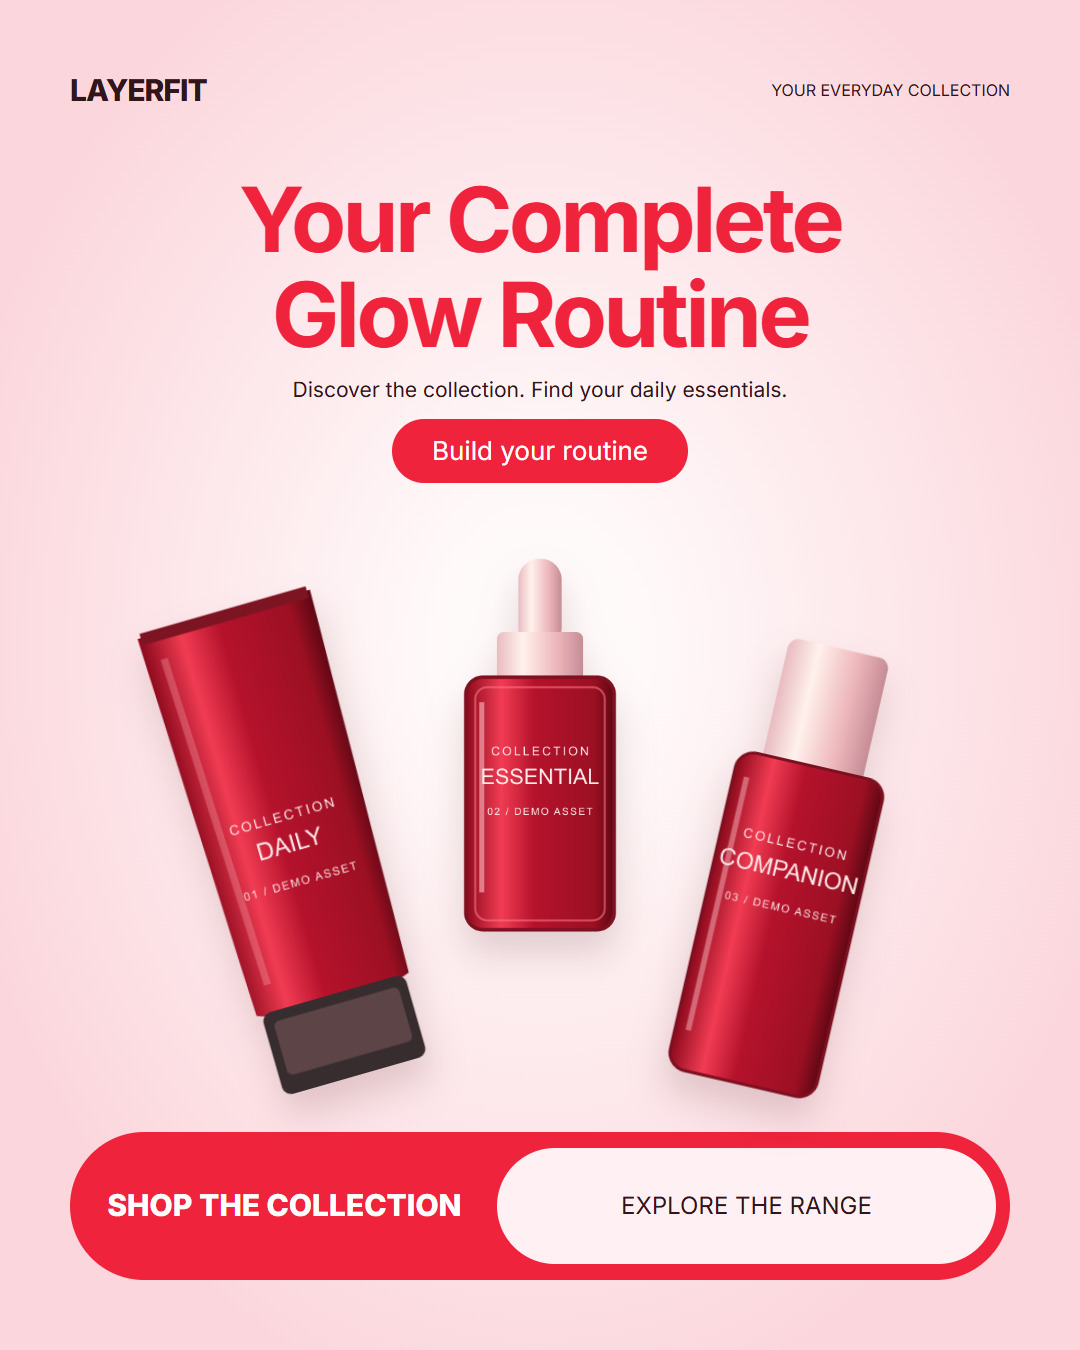 LAYERFIT
YOUR EVERYDAY COLLECTION
Your Complete
Glow Routine
Discover the collection. Find your daily essentials.
Build your routine
COLLECTION
DAILY
01 / DEMO ASSET
COLLECTION
ESSENTIAL
02 / DEMO ASSET
COLLECTION
COMPANION
03 / DEMO ASSET
SHOP THE COLLECTION
EXPLORE THE RANGE